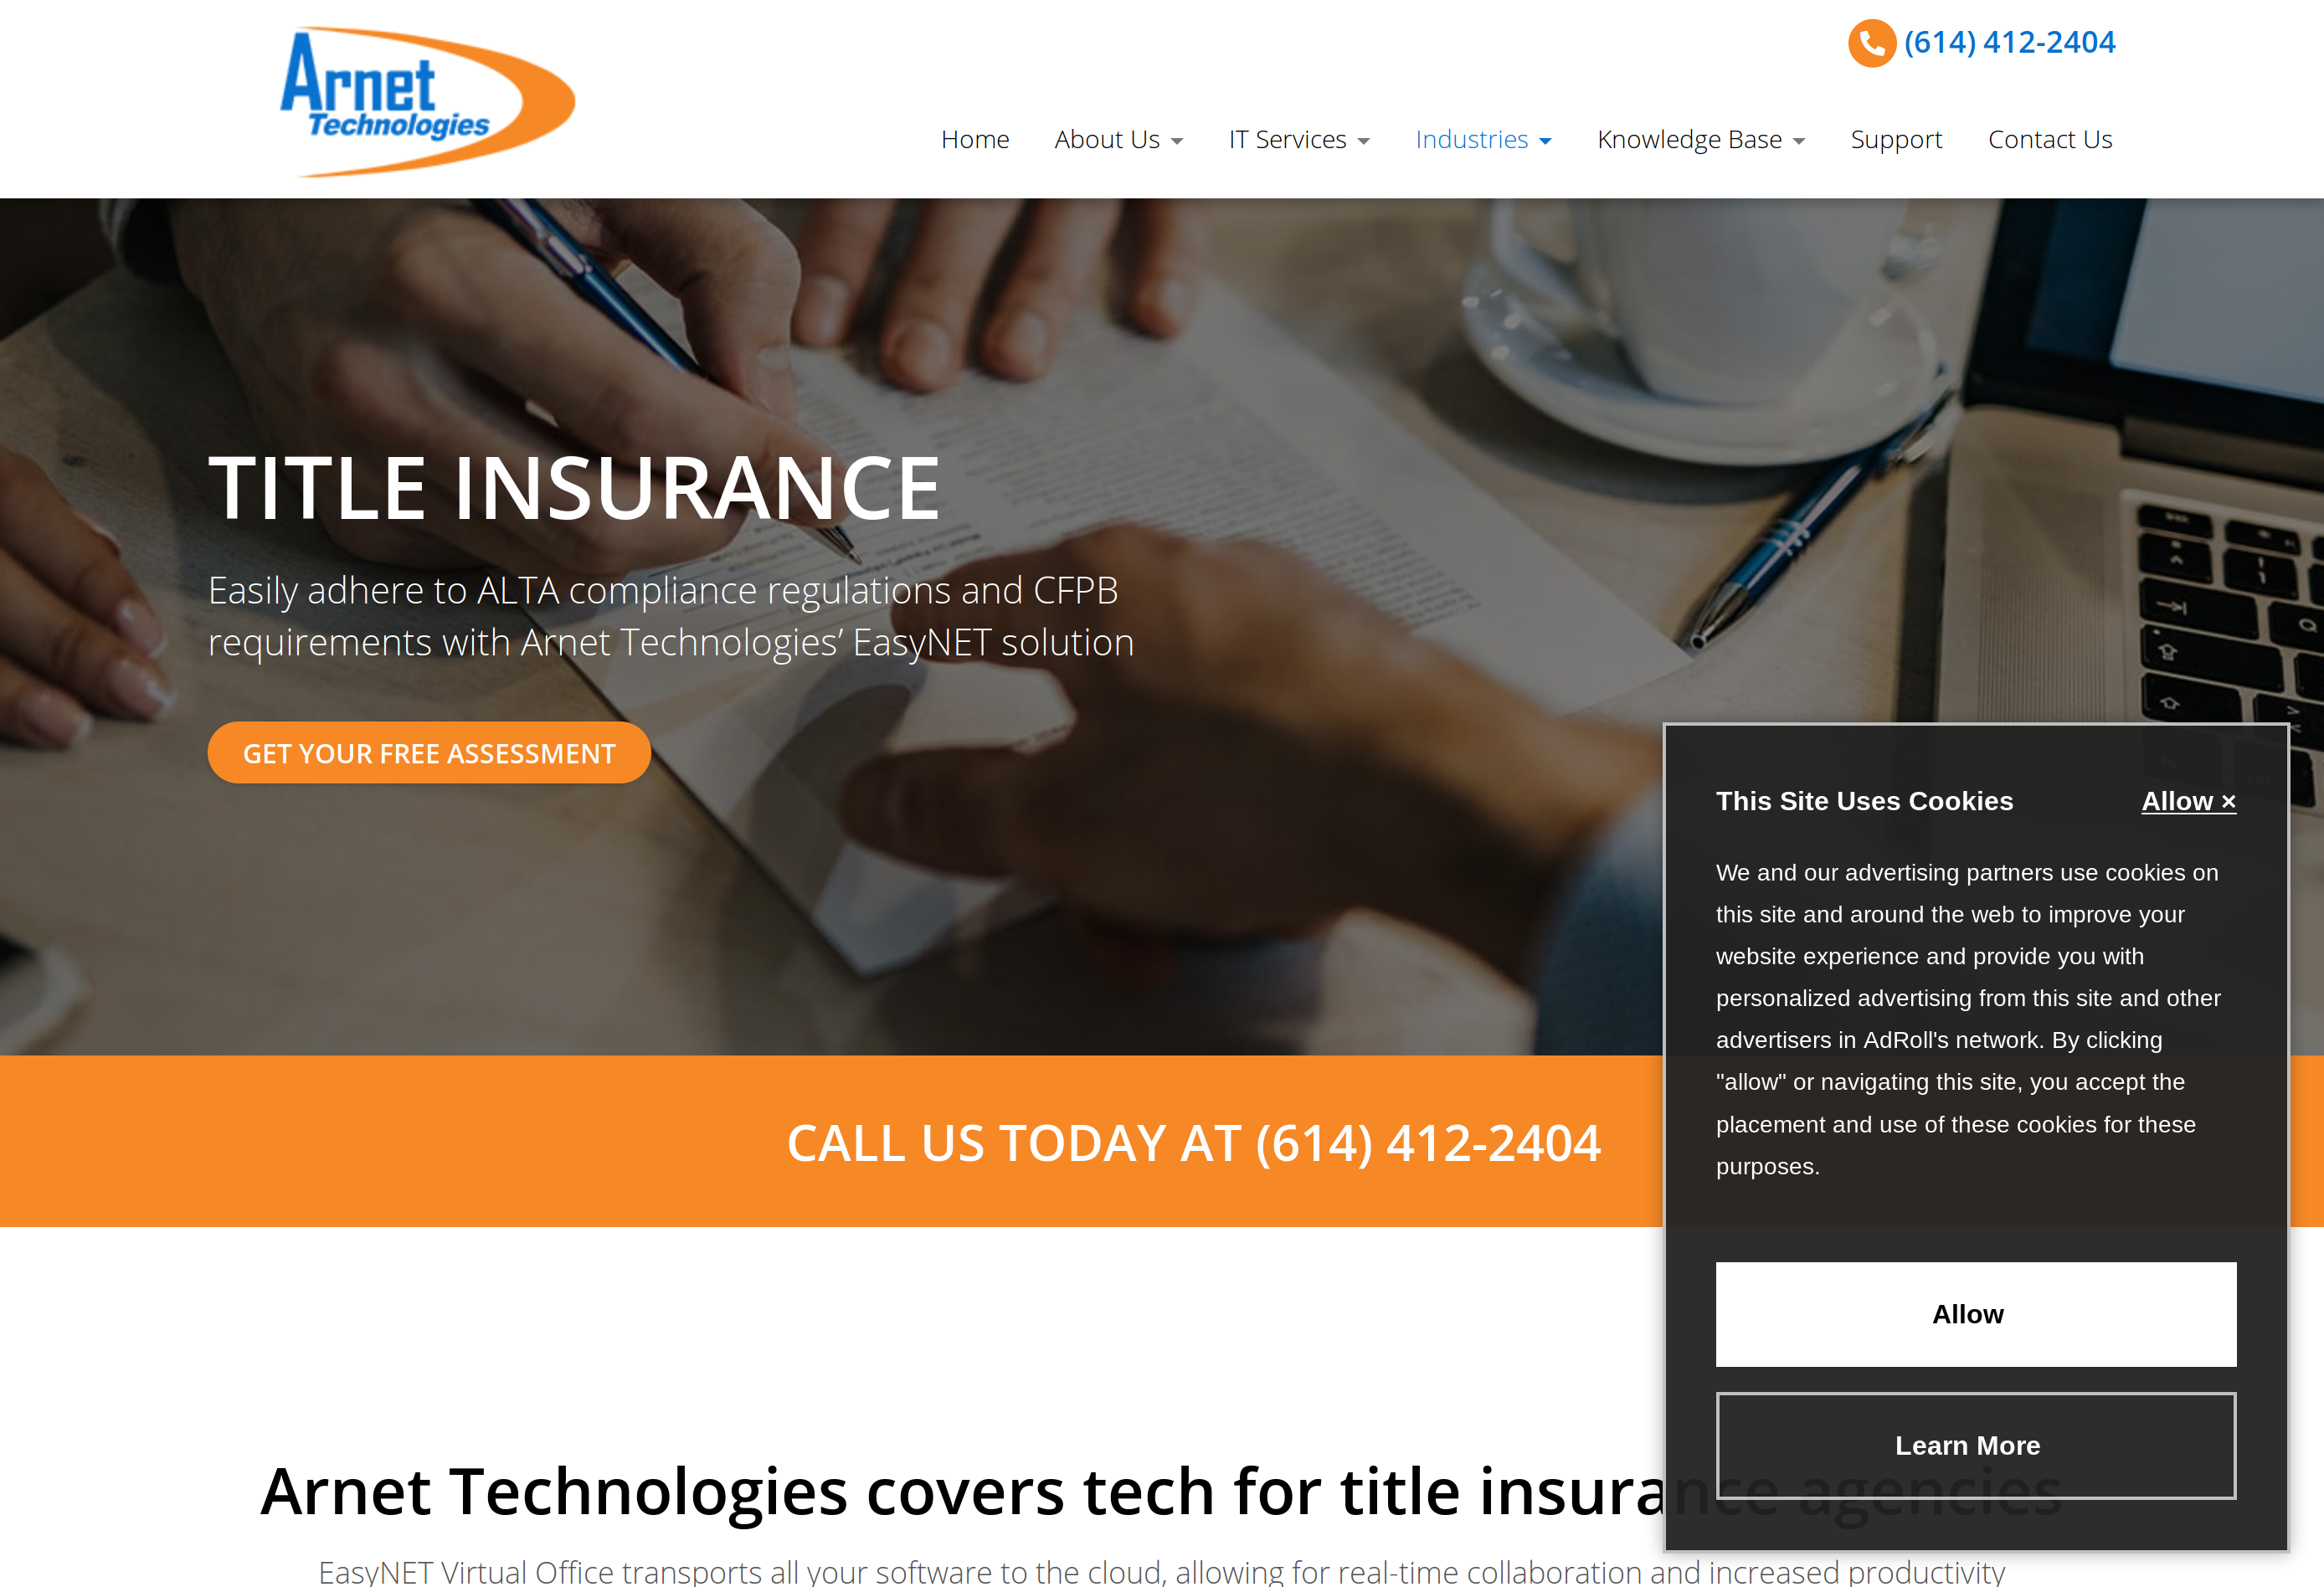 Arnet
Technologies
(614) 412-2404
Home About Us IT Services Industries Knowledge Base Support Contact Us
TITLE INSURANCE
Easily adhere to ALTA compliance regulations and CFPB
requirements with Arnet Technologies’ EasyNET solution
GET YOUR FREE ASSESSMENT
CALL US TODAY AT (614) 412-2404
This Site Uses Cookies Allow ×
We and our advertising partners use cookies on
this site and around the web to improve your
website experience and provide you with
personalized advertising from this site and other
advertisers in AdRoll's network. By clicking
"allow" or navigating this site, you accept the
placement and use of these cookies for these
purposes.
Allow
Learn More
Arnet Technologies covers tech for title insurance agencies
EasyNET Virtual Office transports all your software to the cloud, allowing for real-time collaboration and increased productivity